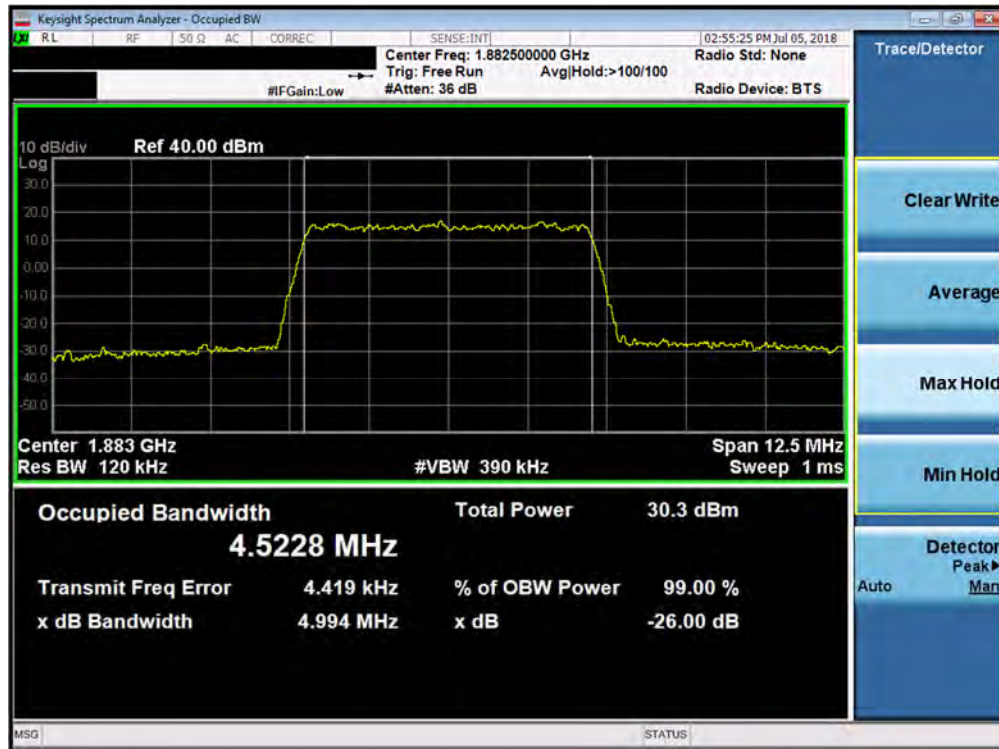 Keysight Spectrum Analyzer - Occupied BW
LXI RL RF 50 Ω AC CORREC SENSE:INT 02:55:25 PM Jul 05, 2018
Center Freq: 1.882500000 GHz Radio Std: None
Trig: Free Run Avg|Hold:>100/100
#IFGain:Low #Atten: 36 dB Radio Device: BTS
Trace/Detector
10 dB/div Ref 40.00 dBm
Log
30.0
20.0
10.0
0.00
-10.0
-20.0
-30.0
-40.0
-50.0
Center 1.883 GHz Span 12.5 MHz
Res BW 120 kHz #VBW 390 kHz Sweep 1 ms
Occupied Bandwidth Total Power 30.3 dBm
4.5228 MHz
Transmit Freq Error 4.419 kHz % of OBW Power 99.00 %
x dB Bandwidth 4.994 MHz x dB -26.00 dB
Clear Write
Average
Max Hold
Min Hold
Detector
Peak▶
Auto Man
MSG STATUS